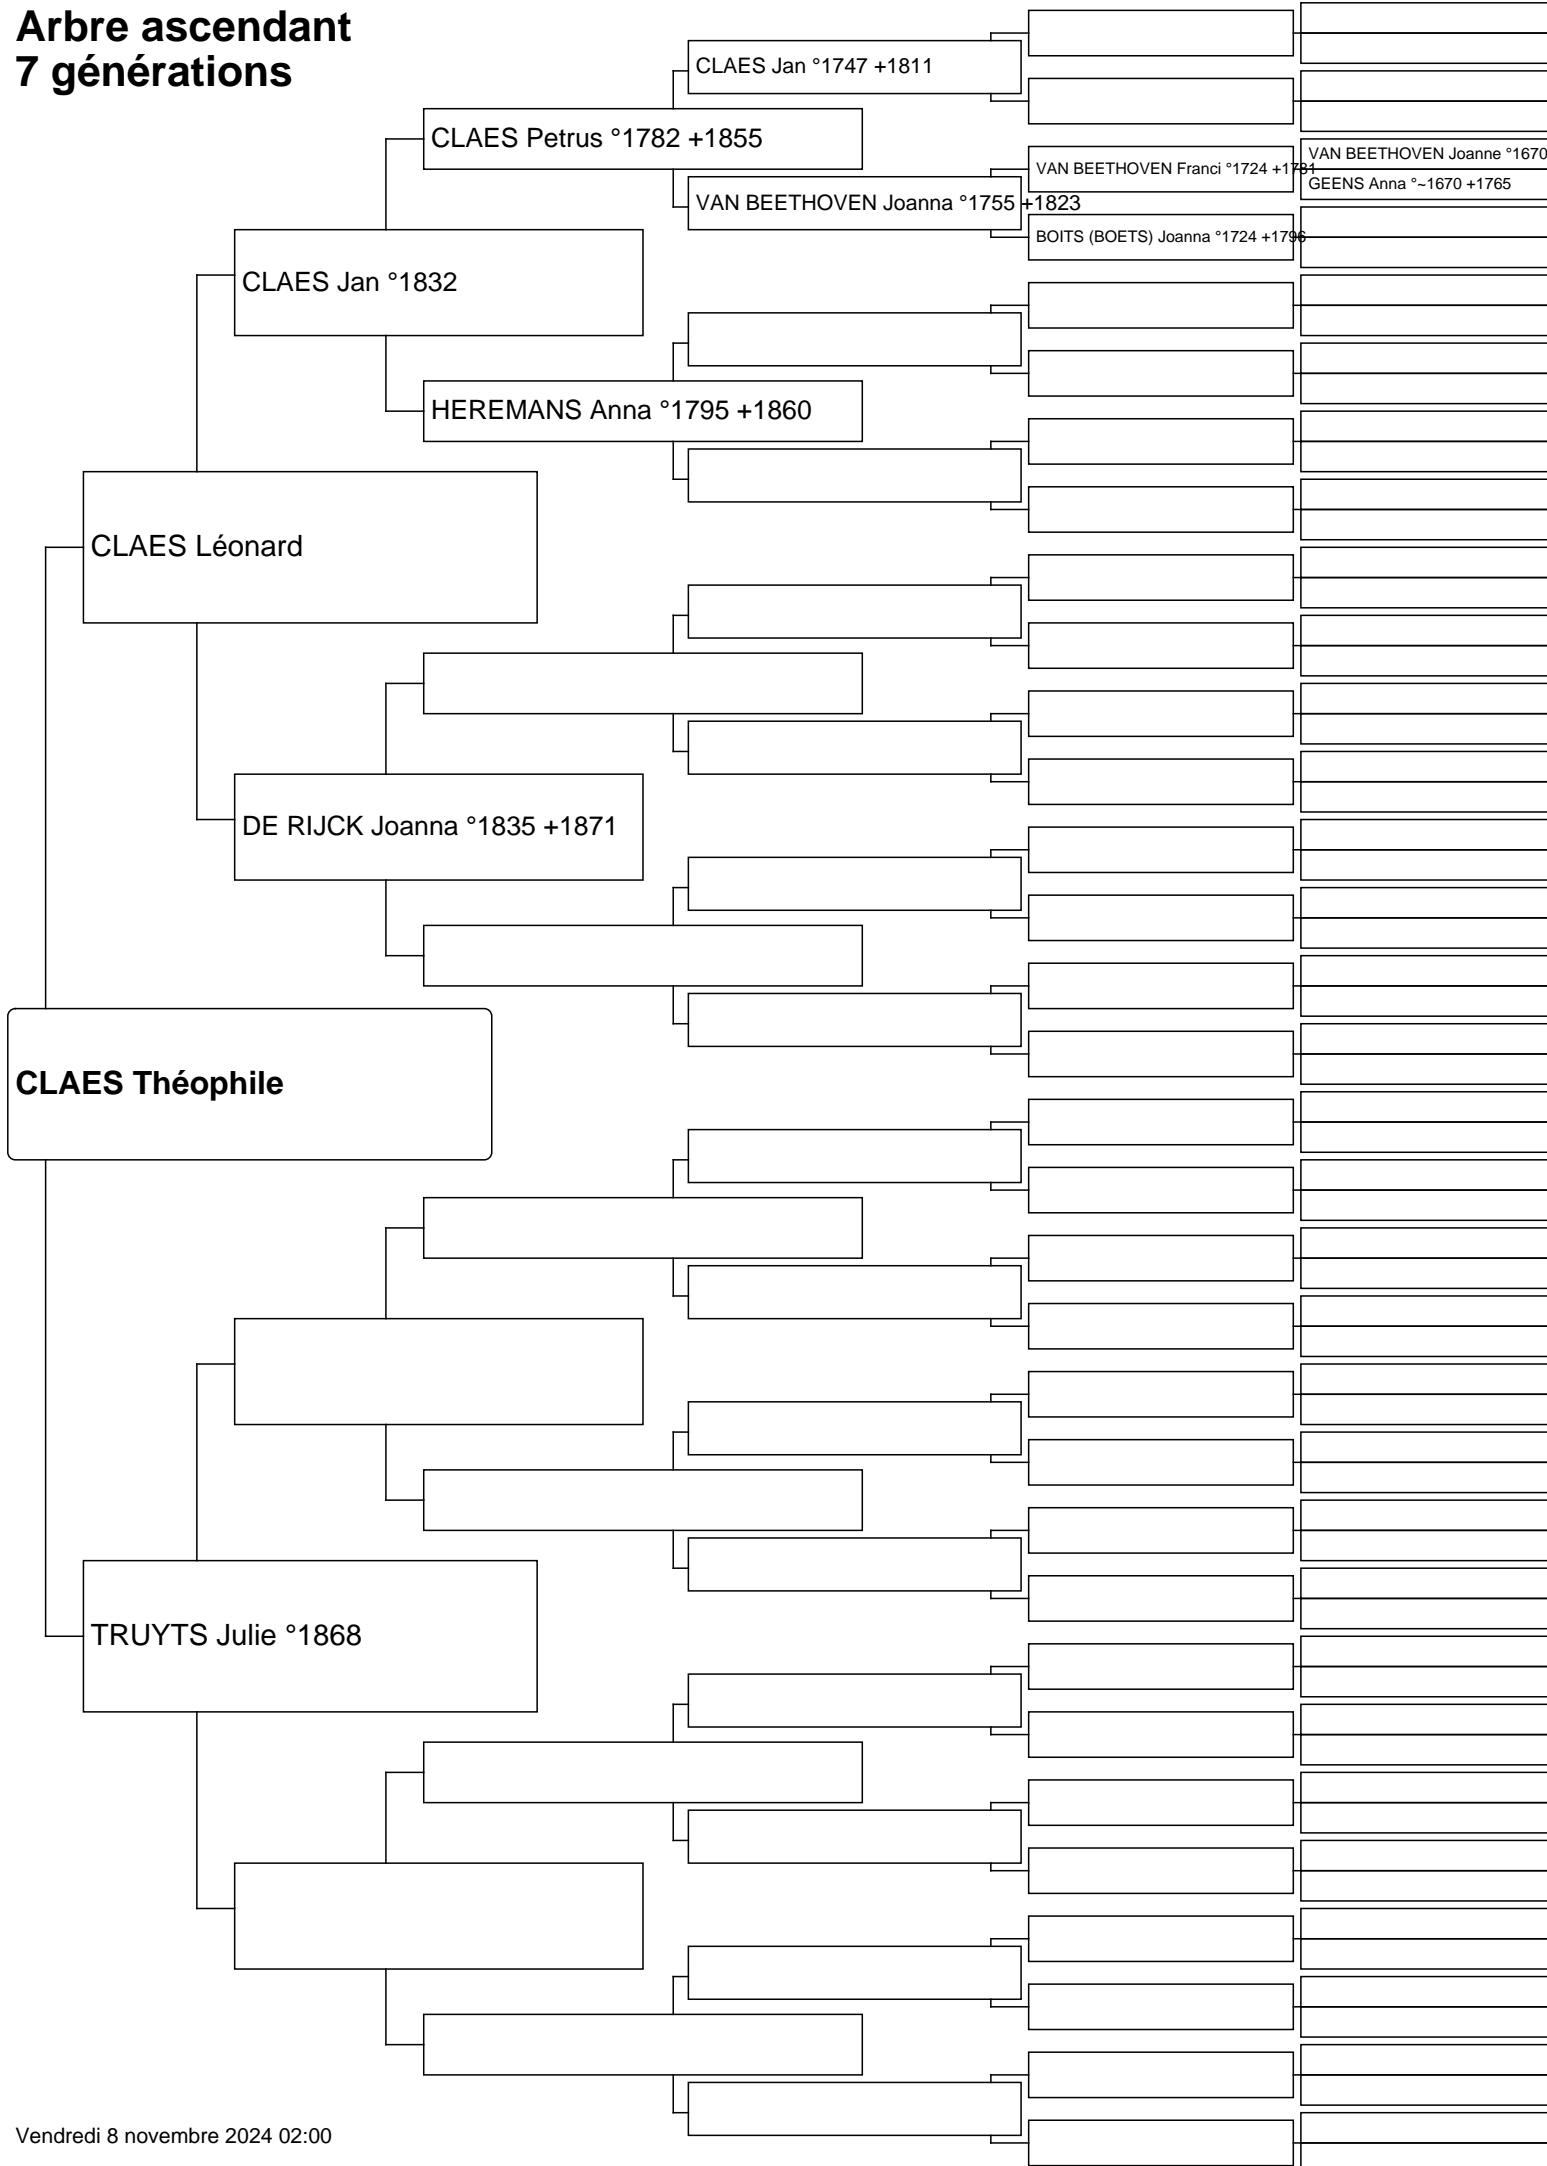 Arbre ascendant
7 générations
CLAES Jan °1747 +1811
CLAES Petrus °1782 +1855
VAN BEETHOVEN Joanne °1670
VAN BEETHOVEN Franci °1724 +1781
GEENS Anna °~1670 +1765
VAN BEETHOVEN Joanna °1755 +1823
BOITS (BOETS) Joanna °1724 +1796
CLAES Jan °1832
HEREMANS Anna °1795 +1860
CLAES Léonard
DE RIJCK Joanna °1835 +1871
CLAES Théophile
TRUYTS Julie °1868
Vendredi 8 novembre 2024 02:00